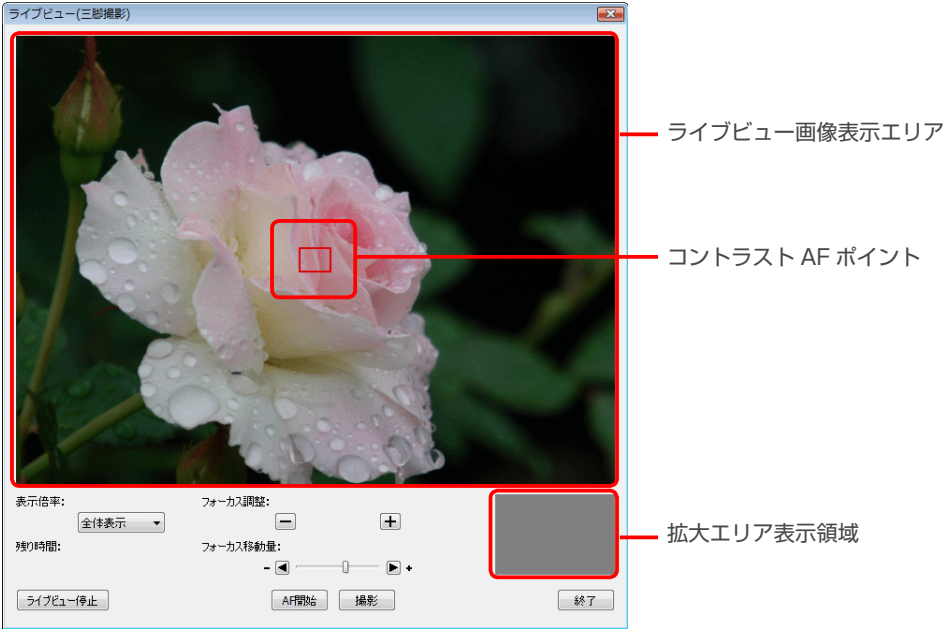 ライブビュー(三脚撮影)
ライブビュー画像表示エリア
コントラスト AF ポイント
表示倍率:
フォーカス調整:
全体表示
拡大エリア表示領域
残り時間:
フォーカス移動量:
- +
ライブビュー停止
AF開始
撮影
終了